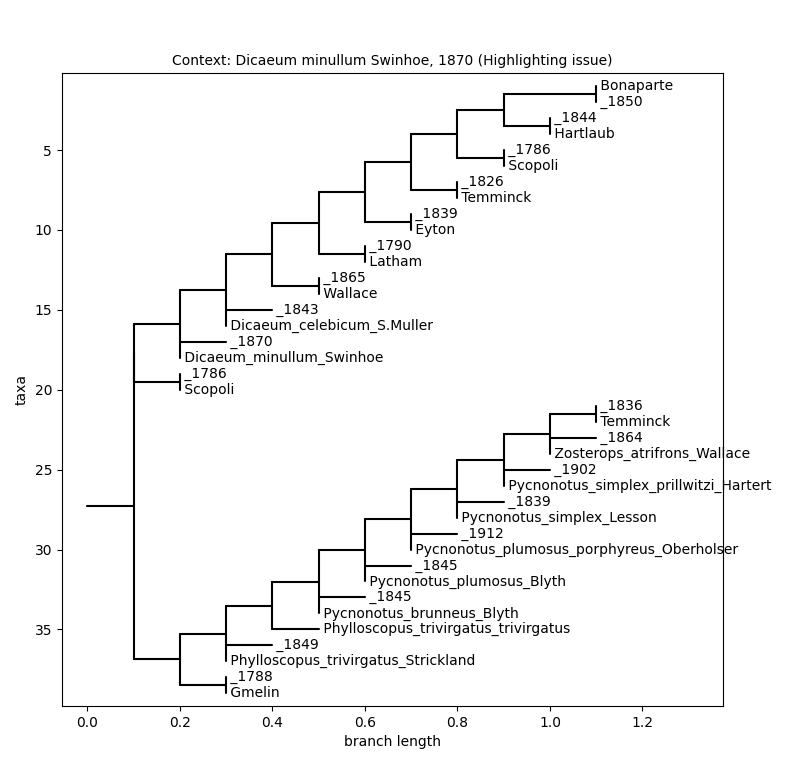 Context: Dicaeum minullum Swinhoe, 1870 (Highlighting issue)
Bonaparte
_1850
_1844
Hartlaub
_1786
Scopoli
_1826
Temminck
_1839
Eyton
_1790
Latham
_1865
Wallace
_1843
Dicaeum_celebicum_S.Muller
_1870
Dicaeum_minullum_Swinhoe
_1786
Scopoli
_1836
Temminck
_1864
Zosterops_atrifrons_Wallace
_1902
Pycnonotus_simplex_prillwitzi_Hartert
_1839
Pycnonotus_simplex_Lesson
_1912
Pycnonotus_plumosus_porphyreus_Oberholser
_1845
Pycnonotus_plumosus_Blyth
_1845
Pycnonotus_brunneus_Blyth
Phylloscopus_trivirgatus_trivirgatus
_1849
Phylloscopus_trivirgatus_Strickland
_1788
Gmelin
5
10
15
20
25
30
35
taxa
0.0 0.2 0.4 0.6 0.8 1.0 1.2
branch length